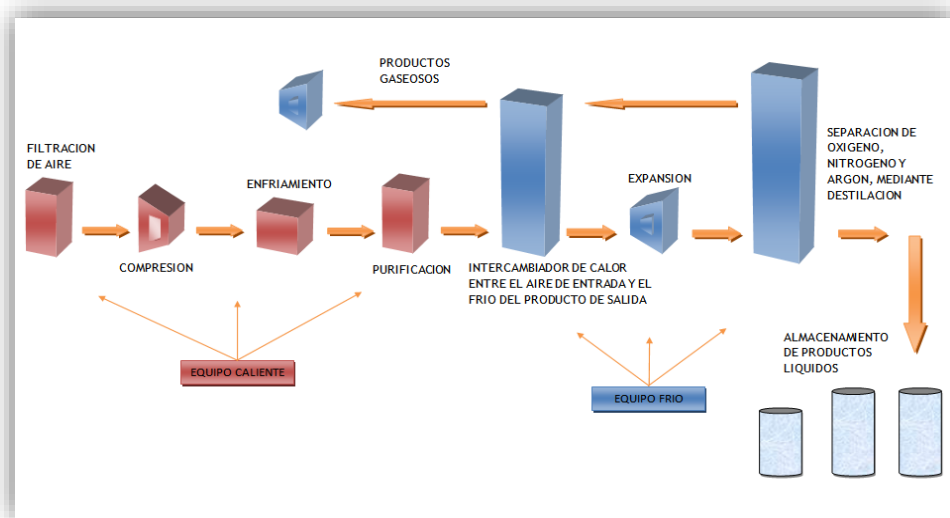 PRODUCTOS
GASEOSOS
FILTRACION
DE AIRE
COMPRESION
ENFRIAMIENTO
PURIFICACION
INTERCAMBIADOR DE CALOR
ENTRE EL AIRE DE ENTRADA Y EL
FRIO DEL PRODUCTO DE SALIDA
EXPANSION
SEPARACION DE
OXIGENO,
NITROGENO Y
ARGON, MEDIANTE
DESTILACION
EQUIPO CALIENTE
EQUIPO FRIO
ALMACENAMIENTO
DE PRODUCTOS
LIQUIDOS